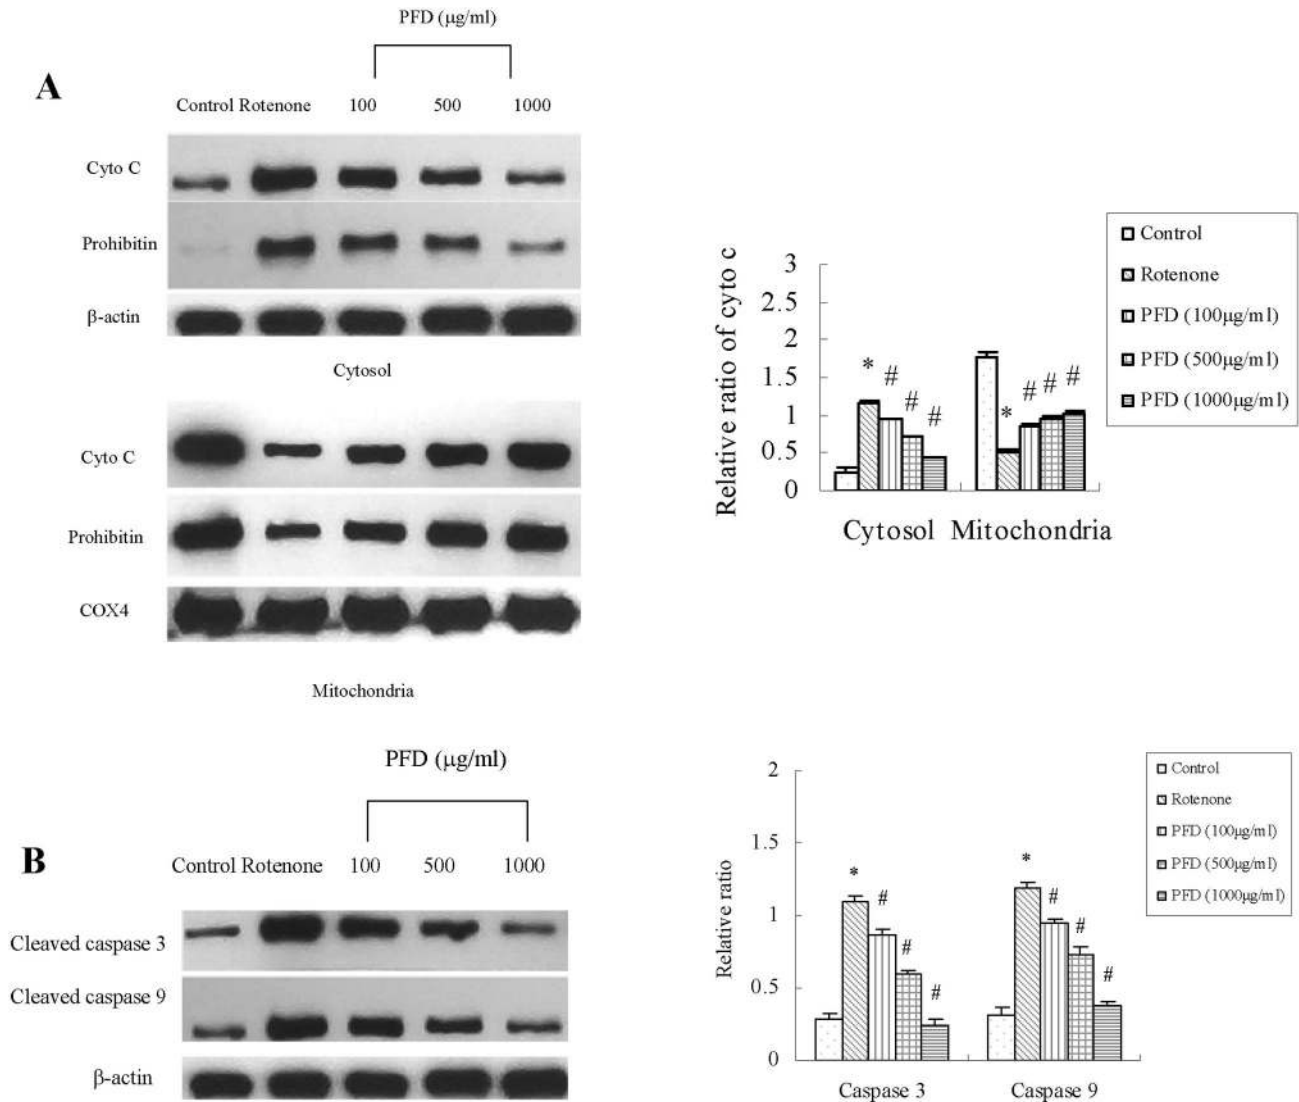 PFD (μg/ml)
A
Control Rotenone 100 500 1000
Cyto C
Prohibitin
β-actin
Cytosol
Cyto C
Prohibitin
COX4
Mitochondria
Relative ratio of cyto c
3
2.5
2
1.5
1
0.5
0
* # # #
* # # #
Cytosol Mitochondria
Control
Rotenone
PFD (100μg/ml)
PFD (500μg/ml)
PFD (1000μg/ml)
PFD (μg/ml)
B
Control Rotenone 100 500 1000
Cleaved caspase 3
Cleaved caspase 9
β-actin
Relative ratio
2
1.5
1
0.5
0
* # # #
* # # #
Caspase 3 Caspase 9
Control
Rotenone
PFD (100μg/ml)
PFD (500μg/ml)
PFD (1000μg/ml)